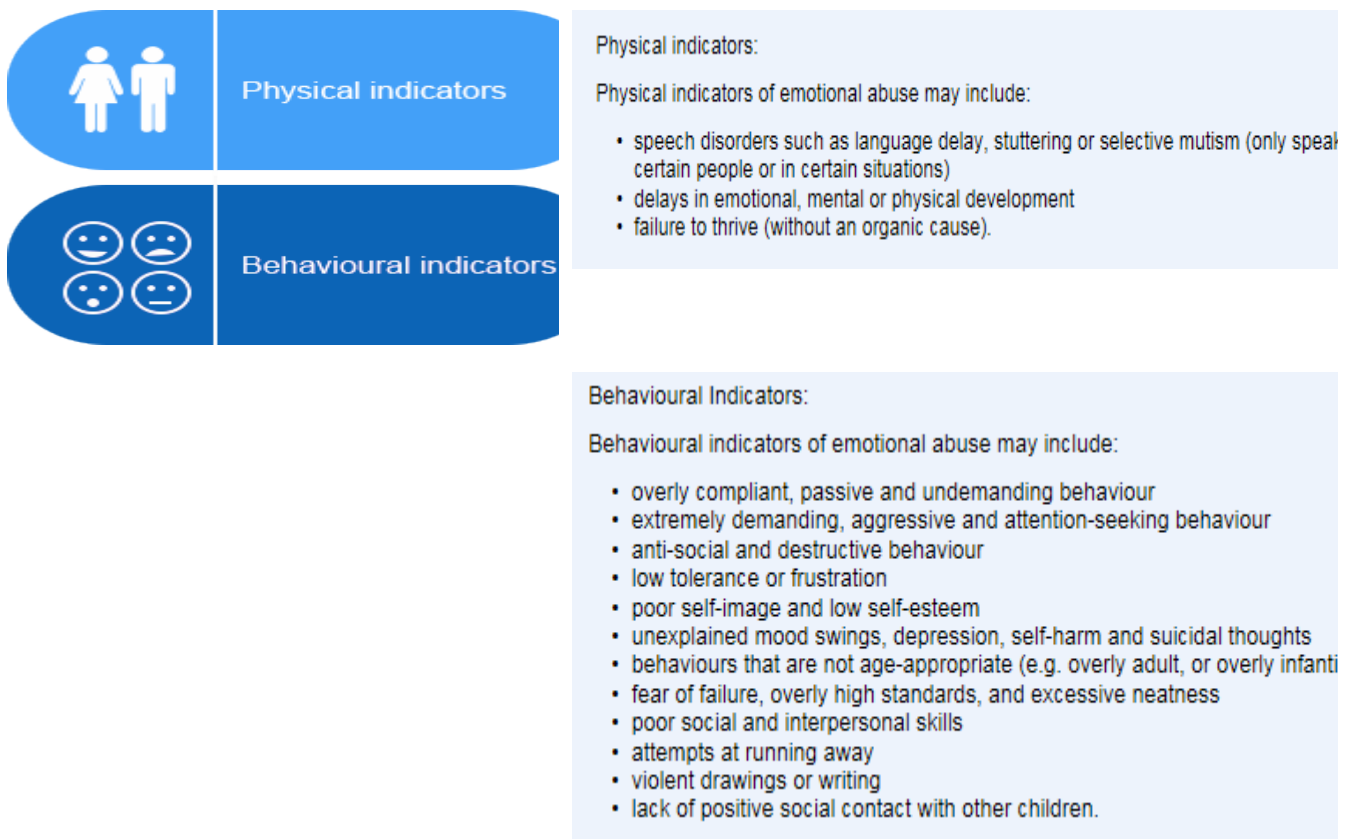 Physical indicators
Behavioural indicators
Physical indicators:
Physical indicators of emotional abuse may include:
• speech disorders such as language delay, stuttering or selective mutism (only
certain people or in certain situations)
• delays in emotional, mental or physical development
• failure to thrive (without an organic cause).
Behavioural Indicators:
Behavioural indicators of emotional abuse may include:
• overly compliant, passive and undemanding behaviour
• extremely demanding, aggressive and attention-seeking behaviour
• anti-social and destructive behaviour
• low tolerance or frustration
• poor self-image and low self-esteem
• unexplained mood swings, depression, self-harm and suicidal thoughts
• behaviours that are not age-appropriate (e.g. overly adult, or overly
• fear of failure, overly high standards, and excessive neatness
• poor social and interpersonal skills
• attempts at running away
• violent drawings or writing
• lack of positive social contact with other children.